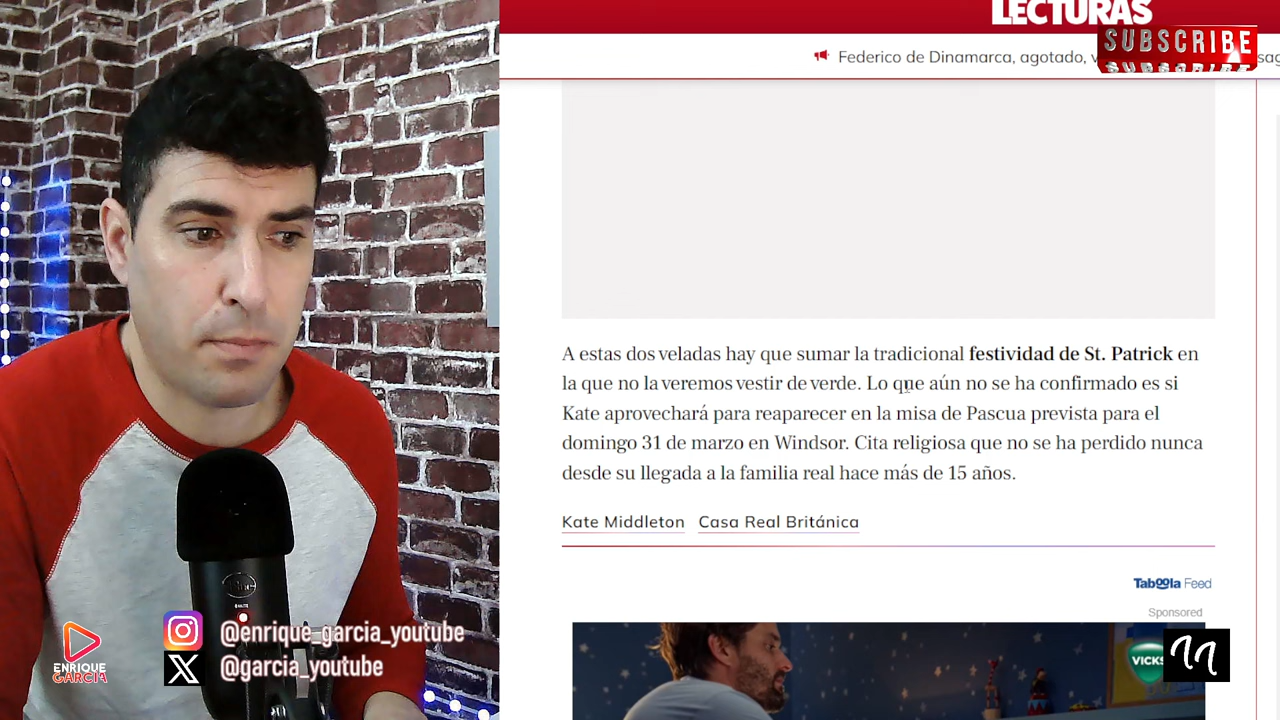 LECTURAS
SUBSCRIBE
Federico de Dinamarca, agotado, v
A estas dos veladas hay que sumar la tradicional festividad de St. Patrick en
la que no la veremos vestir de verde. Lo que aún no se ha confirmado es si
Kate aprovechará para reaparecer en la misa de Pascua prevista para el
domingo 31 de marzo en Windsor. Cita religiosa que no se ha perdido nunca
desde su llegada a la familia real hace más de 15 años.
Kate Middleton Casa Real Británica
Taboola Feed
Sponsored
VICKS
@enrique_garcia_youtube
@garcia_youtube
ENRIQUE
GARCIA